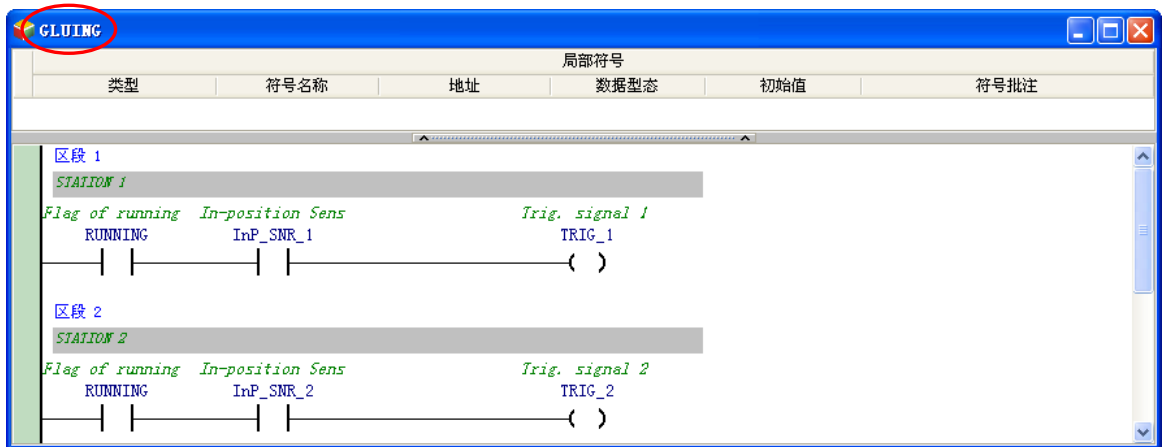 GLUING
局部符号
类型 符号名称 地址 数据型态 初始值 符号批注
区段 1
STATION 1
Flag of running In-position Sens Trig. signal 1
RUNNING InP_SNR_1 TRIG_1
区段 2
STATION 2
Flag of running In-position Sens Trig. signal 2
RUNNING InP_SNR_2 TRIG_2